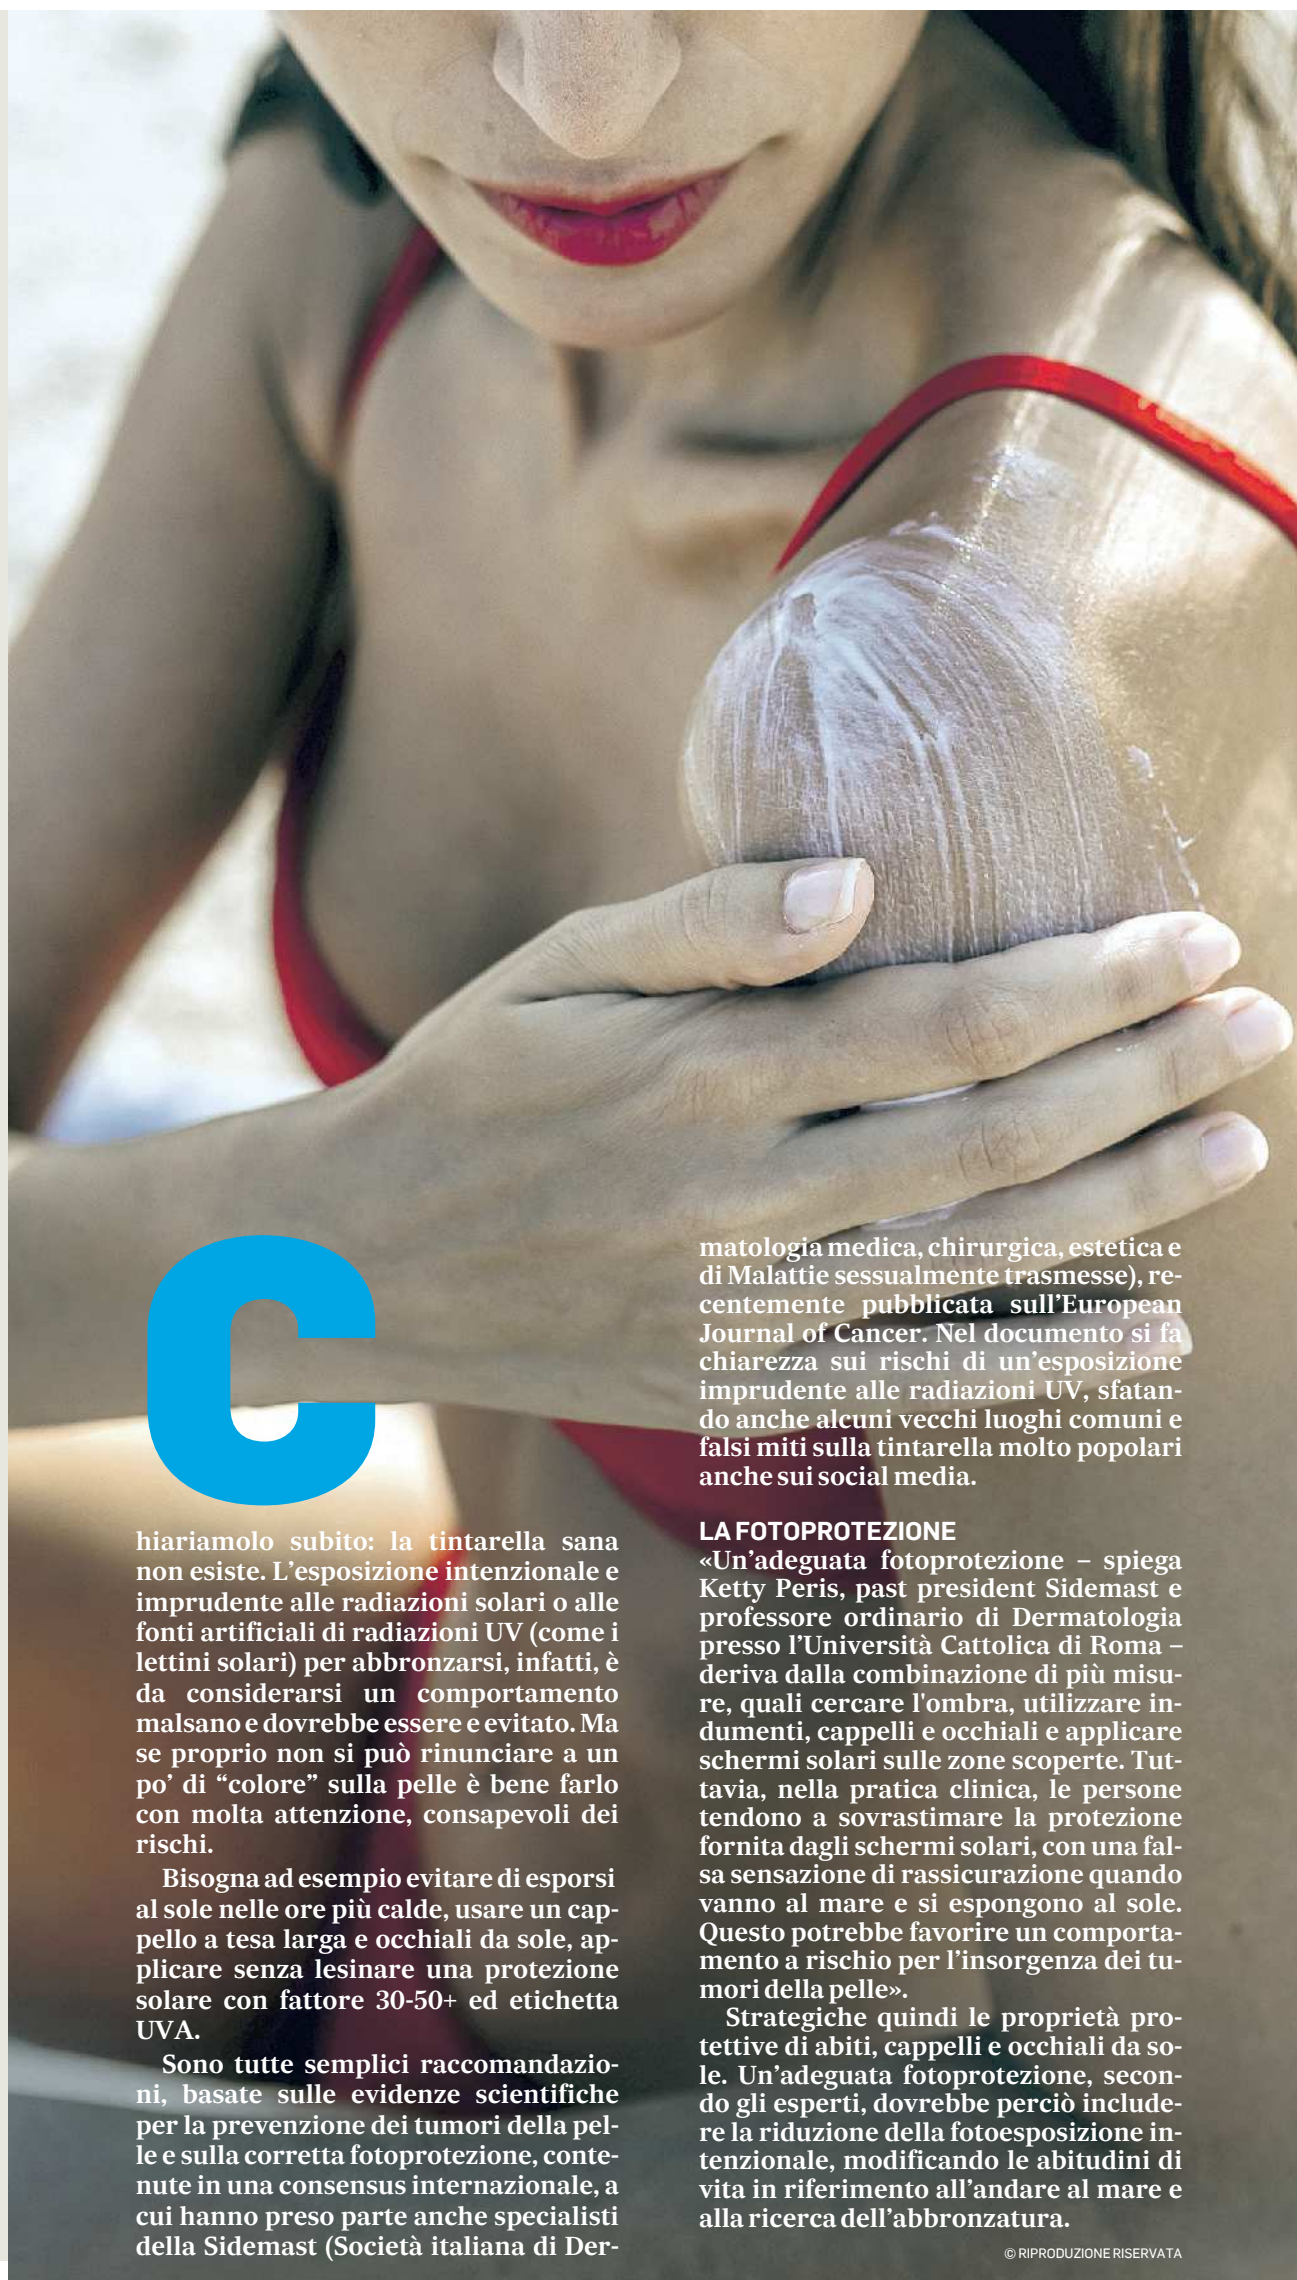 C
hiariamolo subito: la tintarella sana
non esiste. L’esposizione intenzionale e
imprudente alle radiazioni solari o alle
fonti artificiali di radiazioni UV (come i
lettini solari) per abbronzarsi, infatti, è
da considerarsi un comportamento
malsano e dovrebbe essere e evitato. Ma
se proprio non si può rinunciare a un
po’ di “colore” sulla pelle è bene farlo
con molta attenzione, consapevoli dei
rischi.
Bisogna ad esempio evitare di esporsi
al sole nelle ore più calde, usare un cap-
pello a tesa larga e occhiali da sole, ap-
plicare senza lesinare una protezione
solare con fattore 30-50+ ed etichetta
UVA.
Sono tutte semplici raccomandazio-
ni, basate sulle evidenze scientifiche
per la prevenzione dei tumori della pel-
le e sulla corretta fotoprotezione, conte-
nute in una consensus internazionale, a
cui hanno preso parte anche specialisti
della Sidemast (Società italiana di Der-
matologia medica, chirurgica, estetica e
di Malattie sessualmente trasmesse), re-
centemente pubblicata sull’European
Journal of Cancer. Nel documento si fa
chiarezza sui rischi di un’esposizione
imprudente alle radiazioni UV, sfatan-
do anche alcuni vecchi luoghi comuni e
falsi miti sulla tintarella molto popolari
anche sui social media.
LA FOTOPROTEZIONE
«Un’adeguata fotoprotezione – spiega
Ketty Peris, past president Sidemast e
professore ordinario di Dermatologia
presso l’Università Cattolica di Roma –
deriva dalla combinazione di più misu-
re, quali cercare l'ombra, utilizzare in-
dumenti, cappelli e occhiali e applicare
schermi solari sulle zone scoperte. Tut-
tavia, nella pratica clinica, le persone
tendono a sovrastimare la protezione
fornita dagli schermi solari, con una fal-
sa sensazione di rassicurazione quando
vanno al mare e si espongono al sole.
Questo potrebbe favorire un comporta-
mento a rischio per l’insorgenza dei tu-
mori della pelle».
Strategiche quindi le proprietà pro-
tettive di abiti, cappelli e occhiali da so-
le. Un’adeguata fotoprotezione, secon-
do gli esperti, dovrebbe perciò include-
re la riduzione della fotoesposizione in-
tenzionale, modificando le abitudini di
vita in riferimento all’andare al mare e
alla ricerca dell’abbronzatura.
© RIPRODUZIONE RISERVATA